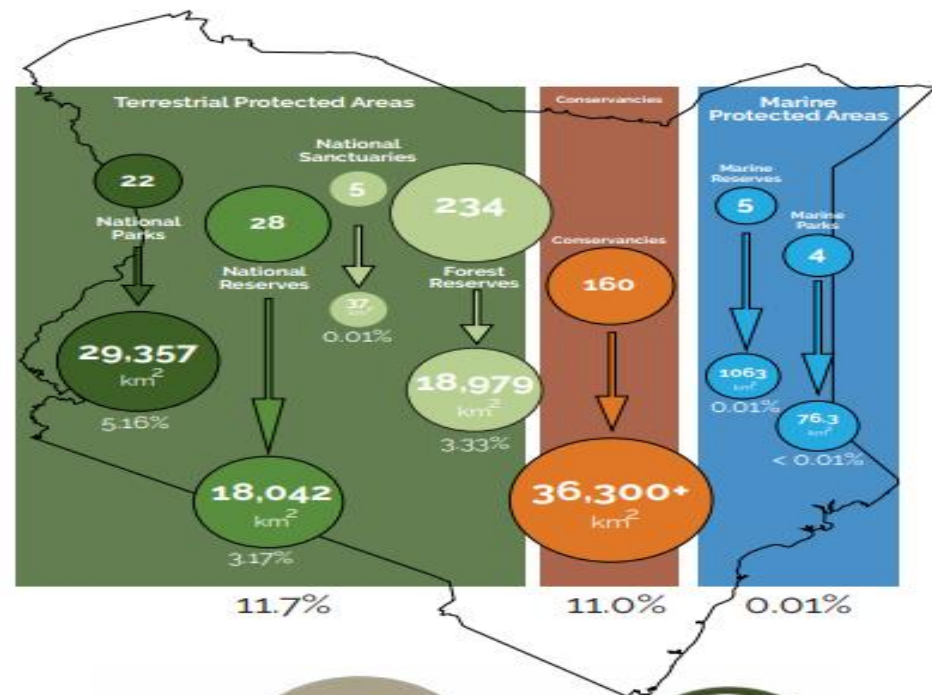 Terrestrial Protected Areas
22
National
Parks
29,357
km²
5.16%
28
National
Reserves
18,042
km²
3.17%
National
Sanctuaries
5
37
km²
0.01%
234
Forest
Reserves
18,979
km²
3.33%
11.7%
Conservancies
Conservancies
160
36,300+
km²
11.0%
Marine
Protected Areas
Marine
Reserves
5
1063
km²
0.01%
Marine
Parks
4
76.3
km²
< 0.01%
0.01%